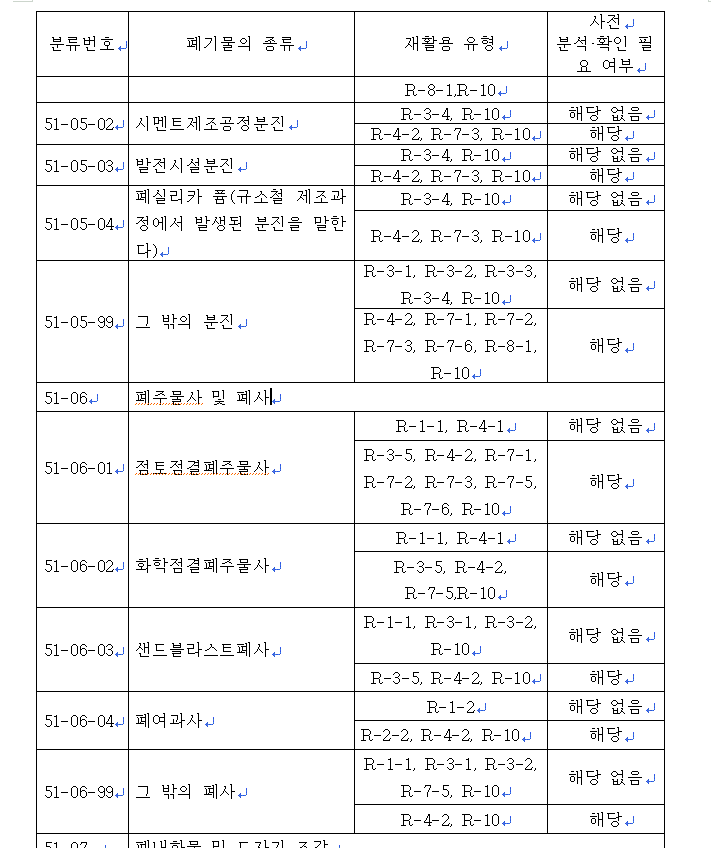 분류번호 폐기물의 종류 재활용 유형 사전
분석·확인 필
요 여부
R-8-1,R-10
51-05-02 시멘트제조공정분진 R-3-4, R-10 해당 없음
R-4-2, R-7-3, R-10 해당
51-05-03 발전시설분진 R-3-4, R-10 해당 없음
R-4-2, R-7-3, R-10 해당
51-05-04 폐실리카 퓸(규소철 제조과 R-3-4, R-10 해당 없음
정에서 발생된 분진을 말한
다) R-4-2, R-7-3, R-10 해당
51-05-99 그 밖의 분진 R-3-1, R-3-2, R-3-3, 해당 없음
R-3-4, R-10
R-4-2, R-7-1, R-7-2,
R-7-3, R-7-6, R-8-1, 해당
R-10
51-06 폐주물사 및 폐사
51-06-01 점토점결폐주물사 R-1-1, R-4-1 해당 없음
R-3-5, R-4-2, R-7-1,
R-7-2, R-7-3, R-7-5, 해당
R-7-6, R-10
51-06-02 화학점결폐주물사 R-1-1, R-4-1 해당 없음
R-3-5, R-4-2, 해당
R-7-5,R-10
51-06-03 샌드블라스트폐사 R-1-1, R-3-1, R-3-2, 해당 없음
R-10
R-3-5, R-4-2, R-10 해당
51-06-04 폐여과사 R-1-2 해당 없음
R-2-2, R-4-2, R-10 해당
51-06-99 그 밖의 폐사 R-1-1, R-3-1, R-3-2, 해당 없음
R-7-5, R-10
R-4-2, R-10 해당
51-07 폐내화물 및 도자기 조각